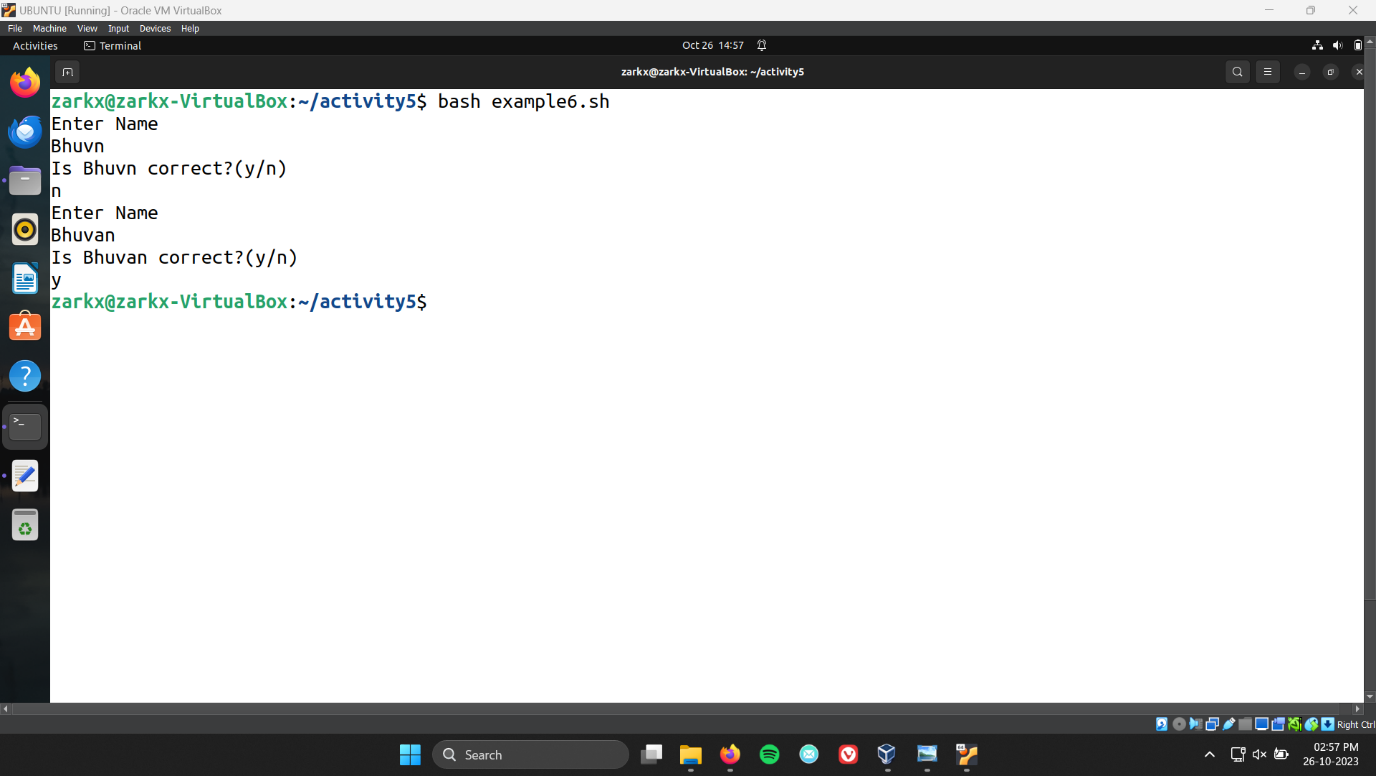 UBUNTU [Running] - Oracle VM VirtualBox
File Machine View Input Devices Help
Activities Terminal Oct 26 14:57
zarkx@zarkx-VirtualBox: ~/activity5
zarkx@zarkx-VirtualBox:~/activity5$ bash example6.sh
Enter Name
Bhuvn
Is Bhuvn correct?(y/n)
n
Enter Name
Bhuvan
Is Bhuvan correct?(y/n)
y
zarkx@zarkx-VirtualBox:~/activity5$
Right Ctrl
Search
02:57 PM
26-10-2023